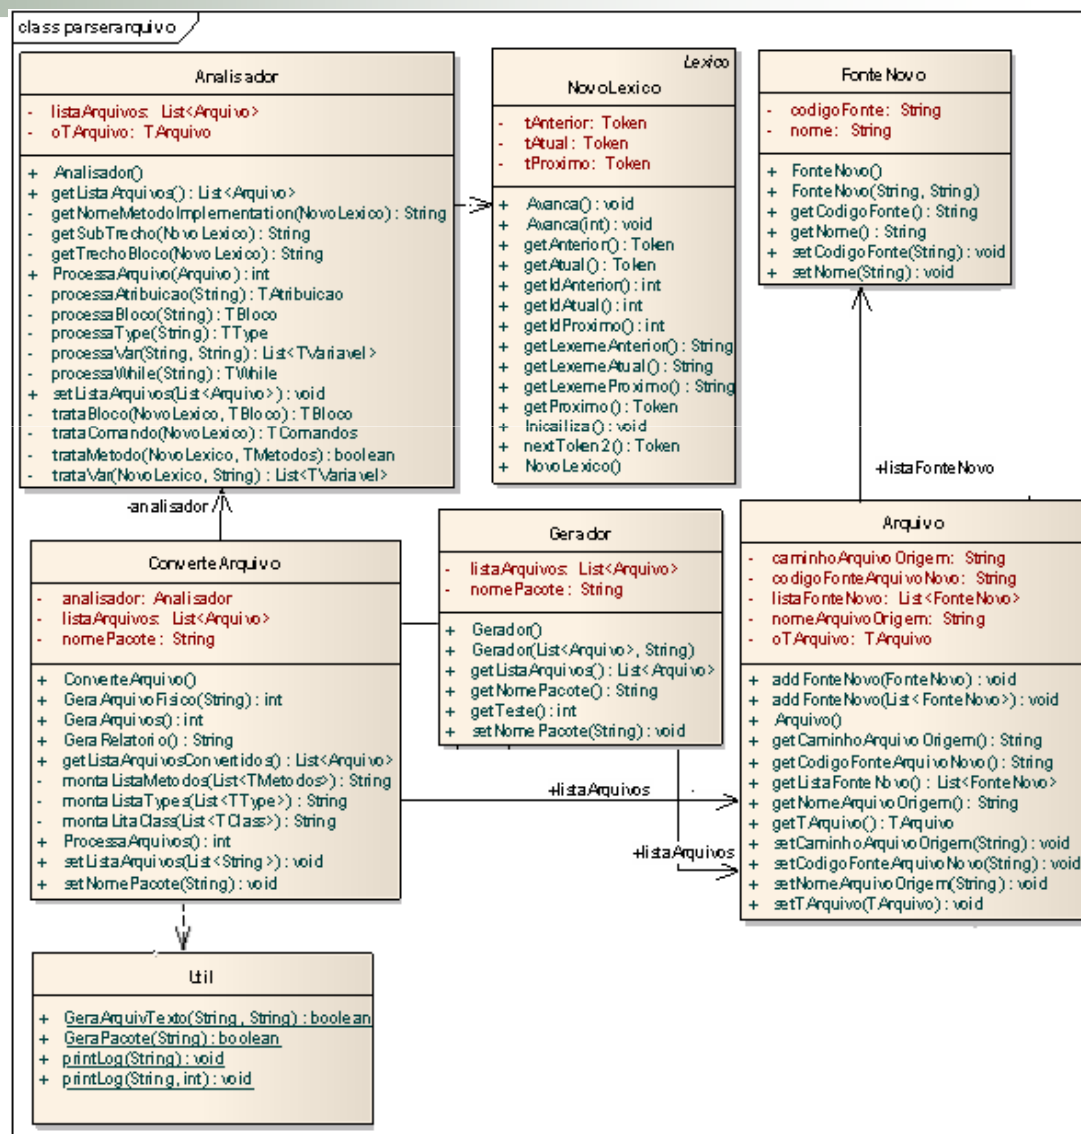 class parserarquivo
Analisador
- listaArquivos: List<Arquivo>
- oTArquivo: TArquivo
+ Analisador()
+ getListaArquivos() : List<Arquivo>
- getNomeMetodoImplementation(NovoLexico) : String
- getSubTrecho(NovoLexico) : String
- getTrechoBloco(NovoLexico) : String
+ ProcessaArquivo(Arquivo) : int
- processaAtribuicao(String) : TAtribuicao
- processaBloco(String) : TBloco
- processaType(String) : TType
- processaVar(String, String) : List<TVariavel>
- processaWhile(String) : TWhile
+ setListaArquivos(List<Arquivo>) : void
- trataBloco(NovoLexico, TBloco) : TBloco
- trataComando(NovoLexico) : TComandos
- trataMetodo(NovoLexico, TMetodos) : boolean
- trataVar(NovoLexico, String) : List<TVariavel>
Lexico
NovoLexico
- tAnterior: Token
- tAtual: Token
- tProximo: Token
+ Avanca() : void
+ Avanca(int) : void
+ getAnterior() : Token
+ getAtual() : Token
+ getIdAnterior() : int
+ getIdAtual() : int
+ getIdProximo() : int
+ getLexemeAnterior() : String
+ getLexemeAtual() : String
+ getLexemeProximo() : String
+ getProximo() : Token
+ Inicailiza() : void
+ nextToken2() : Token
+ NovoLexico()
FonteNovo
- codigoFonte: String
- nome: String
+ FonteNovo()
+ FonteNovo(String, String)
+ getCodigoFonte() : String
+ getNome() : String
+ setCodigoFonte(String) : void
+ setNome(String) : void
+listaFonteNovo
-analisador
ConverteArquivo
- analisador: Analisador
- listaArquivos: List<Arquivo>
- nomePacote: String
+ ConverteArquivo()
+ GeraArquivoFisico(String) : int
+ GeraArquivos() : int
+ GeraRelatorio() : String
+ getListaArquivosConvertidos() : List<Arquivo>
- montaListaMetodos(List<TMetodos>) : String
- montaListaTypes(List<TType>) : String
- montaLitaClass(List<TClass>) : String
+ ProcessaArquivos() : int
+ setListaArquivos(List<String>) : void
+ setNomePacote(String) : void
Gerador
- listaArquivos: List<Arquivo>
- nomePacote: String
+ Gerador()
+ Gerador(List<Arquivo>, String)
+ getListaArquivos() : List<Arquivo>
+ getNomePacote() : String
+ getTeste() : int
+ setNomePacote(String) : void
+listaArquivos
+listaArquivos
Arquivo
- caminhoArquivoOrigem: String
- codigoFonteArquivoNovo: String
- listaFonteNovo: List<FonteNovo>
- nomeArquivoOrigem: String
- oTArquivo: TArquivo
+ addFonteNovo(FonteNovo) : void
+ addFonteNovo(List<FonteNovo>) : void
+ Arquivo()
+ getCaminhoArquivoOrigem() : String
+ getCodigoFonteArquivoNovo() : String
+ getListaFonteNovo() : List<FonteNovo>
+ getNomeArquivoOrigem() : String
+ getTArquivo() : TArquivo
+ setCaminhoArquivoOrigem(String) : void
+ setCodigoFonteArquivoNovo(String) : void
+ setNomeArquivoOrigem(String) : void
+ setTArquivo(TArquivo) : void
Util
+ GeraArquivTexto(String, String) : boolean
+ GeraPacote(String) : boolean
+ printLog(String) : void
+ printLog(String, int) : void